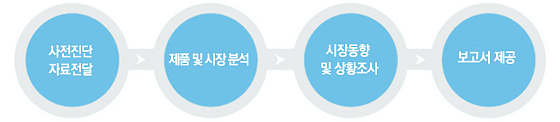 사전진단
자료전달
제품 및 시장 분석
시장동향
및 상황조사
보고서 제공